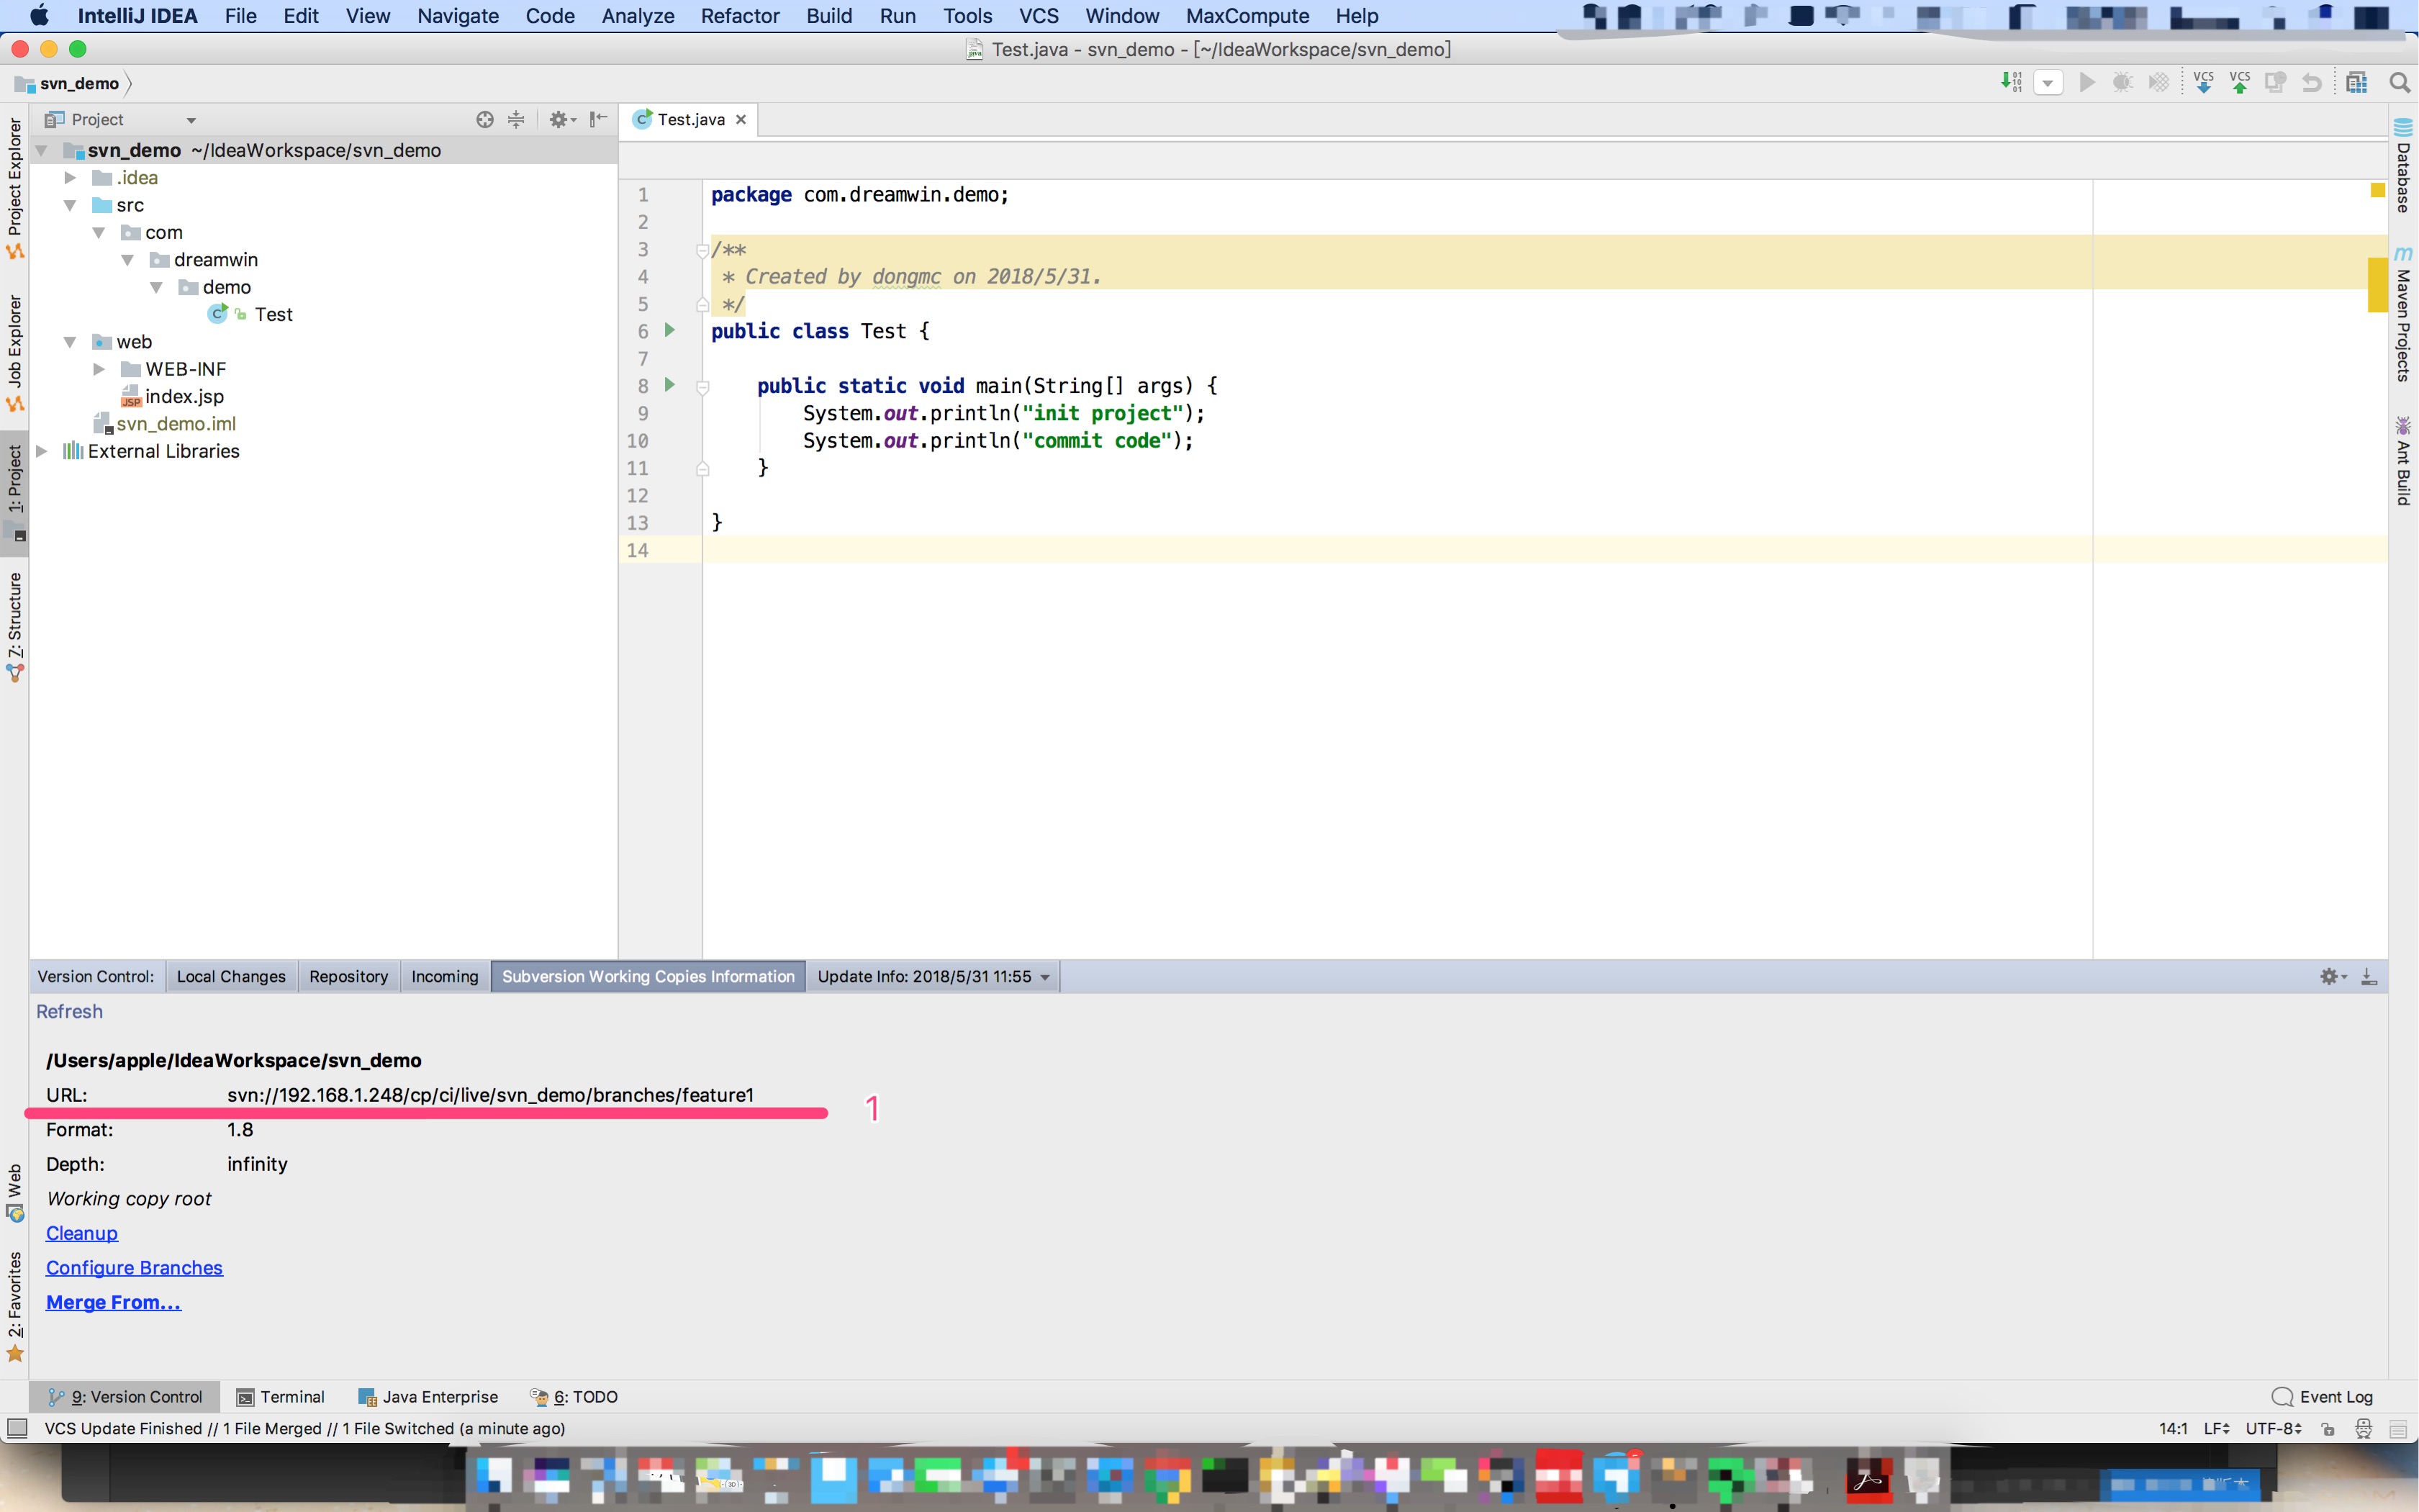 IntelliJ IDEA File Edit View Navigate Code Analyze Refactor Build Run Tools VCS Window MaxCompute Help
Test.java - svn_demo - [~/IdeaWorkspace/svn_demo]
svn_demo
VCS VCS
Project
Test.java
svn_demo ~/IdeaWorkspace/svn_demo
.idea
src
com
dreamwin
demo
Test
web
WEB-INF
index.jsp
svn_demo.iml
External Libraries
Project Explorer
Job Explorer
1: Project
7: Structure
Web
2: Favorites
1 package com.dreamwin.demo;
2
3 /**
4 * Created by dongmc on 2018/5/31.
5 */
6 public class Test {
7
8 public static void main(String[] args) {
9 System.out.println("init project");
10 System.out.println("commit code");
11 }
12
13 }
14
Database
Maven Projects
Ant Build
Version Control: Local Changes Repository Incoming Subversion Working Copies Information Update Info: 2018/5/31 11:55
Refresh
/Users/apple/IdeaWorkspace/svn_demo
URL: svn://192.168.1.248/cp/ci/live/svn_demo/branches/feature1
1
Format: 1.8
Depth: infinity
Working copy root
Cleanup
Configure Branches
Merge From...
9: Version Control Terminal Java Enterprise 6: TODO Event Log
VCS Update Finished // 1 File Merged // 1 File Switched (a minute ago) 14:1 LF UTF-8